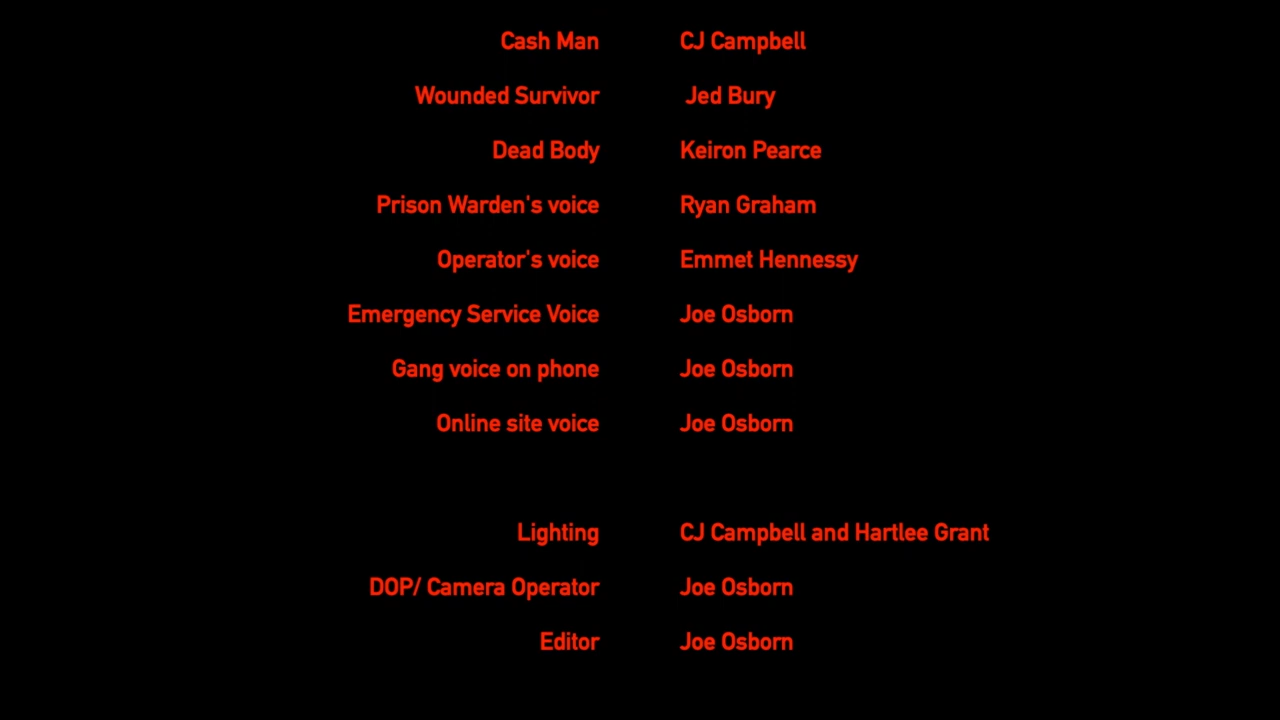 Cash Man CJ Campbell
Wounded Survivor Jed Bury
Dead Body Keiron Pearce
Prison Warden's voice Ryan Graham
Operator's voice Emmet Hennessy
Emergency Service Voice Joe Osborn
Gang voice on phone Joe Osborn
Online site voice Joe Osborn
Lighting CJ Campbell and Hartlee Grant
DOP/ Camera Operator Joe Osborn
Editor Joe Osborn